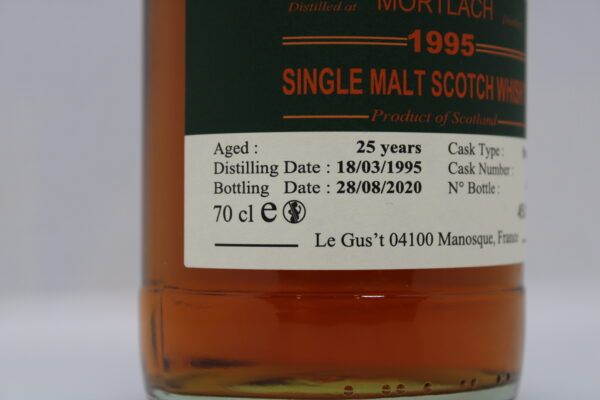 Distilled at MORTLACH
1995
SINGLE MALT SCOTCH WHISKY
Product of Scotland
Aged : 25 years Cask Type :
Distilling Date : 18/03/1995 Cask Number :
Bottling Date : 28/08/2020 N° Bottle :
70 cl e
Le Gus't 04100 Manosque, France